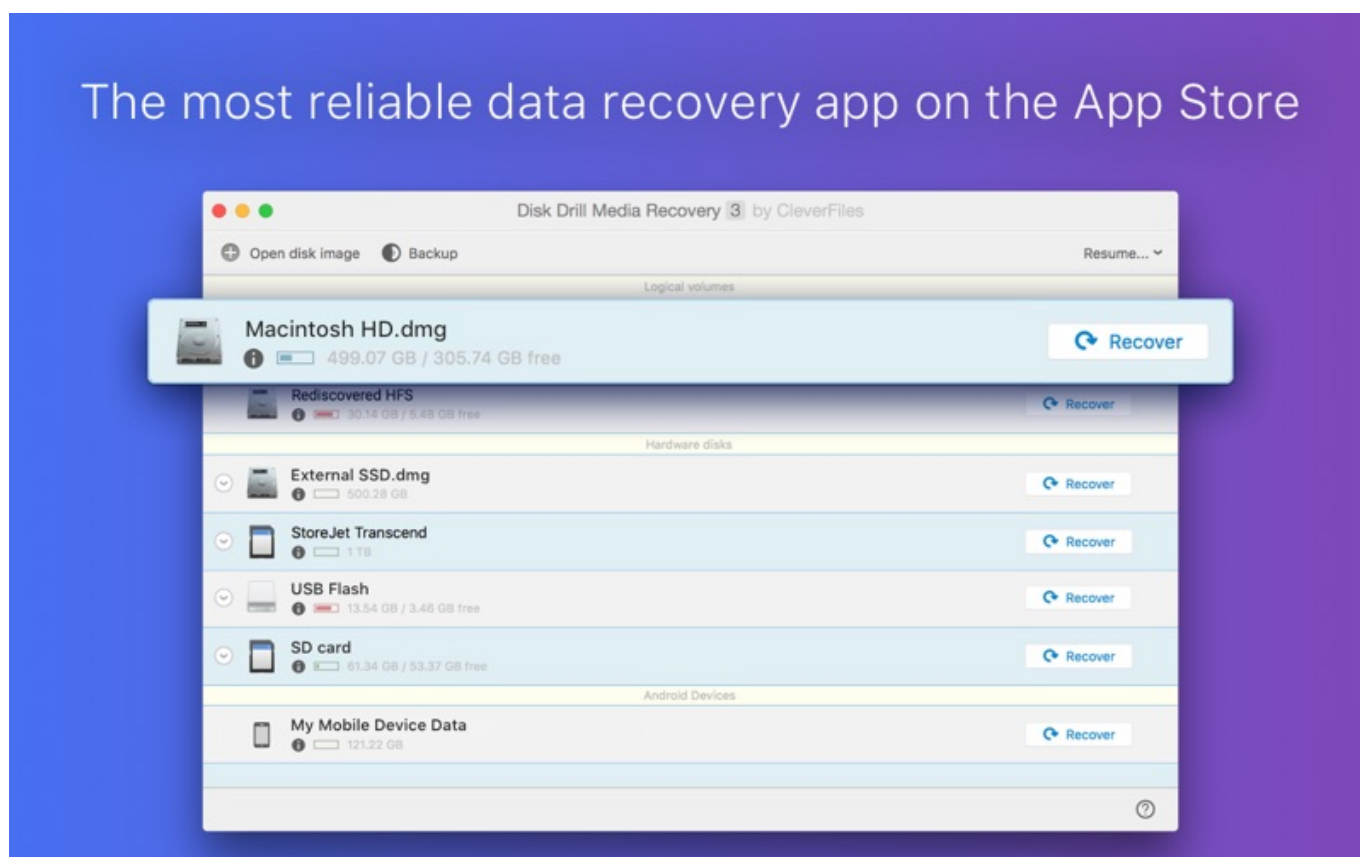 The most reliable data recovery app on the App Store
Disk Drill Media Recovery 3 by CleverFiles
Open disk image Backup Resume...
Logical volumes
Macintosh HD.dmg
499.07 GB / 305.74 GB free
Recover
Rediscovered HFS
30.14 GB / 5.48 GB free
Recover
Hardware disks
External SSD.dmg
500.28 GB
Recover
StoreJet Transcend
1 TB
Recover
USB Flash
13.54 GB / 3.46 GB free
Recover
SD card
61.34 GB / 53.37 GB free
Recover
Android Devices
My Mobile Device Data
121.22 GB
Recover